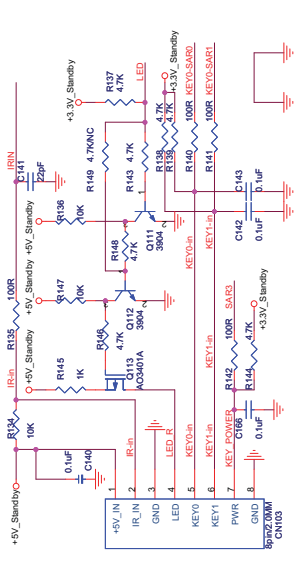 +5V_Standby
R134
10K
IR-in
R135
100R
IRIN
C141
22pF
+5V_Standby
R145
1K
+5V_Standby
R147
10K
+5V_Standby
R136
10K
+3.3V_Standby
R137
4.7K
LED
R149
4.7K/NC
R143
4.7K
R148
4.7K
Q111
3904
Q112
3904
R146
4.7K
Q113
AO3401A
+3.3V_Standby
R138
4.7K
R139
4.7K
R140
100R
KEY0-SAR0
R141
100R
KEY1-SAR1
C142
0.1uF
C143
0.1uF
0.1uF
C140
IR-in
LED_R
KEY0-in
KEY0-in
KEY1-in
KEY1-in
KEY_POWER
R142
100R
SAR3
R144
4.7K
+3.3V_Standby
C166
0.1uF
+5V_IN 1
IR_IN 2
GND 3
LED 4
KEY0 5
KEY1 6
PWR 7
GND 8
8pin/2.0MM
CN103